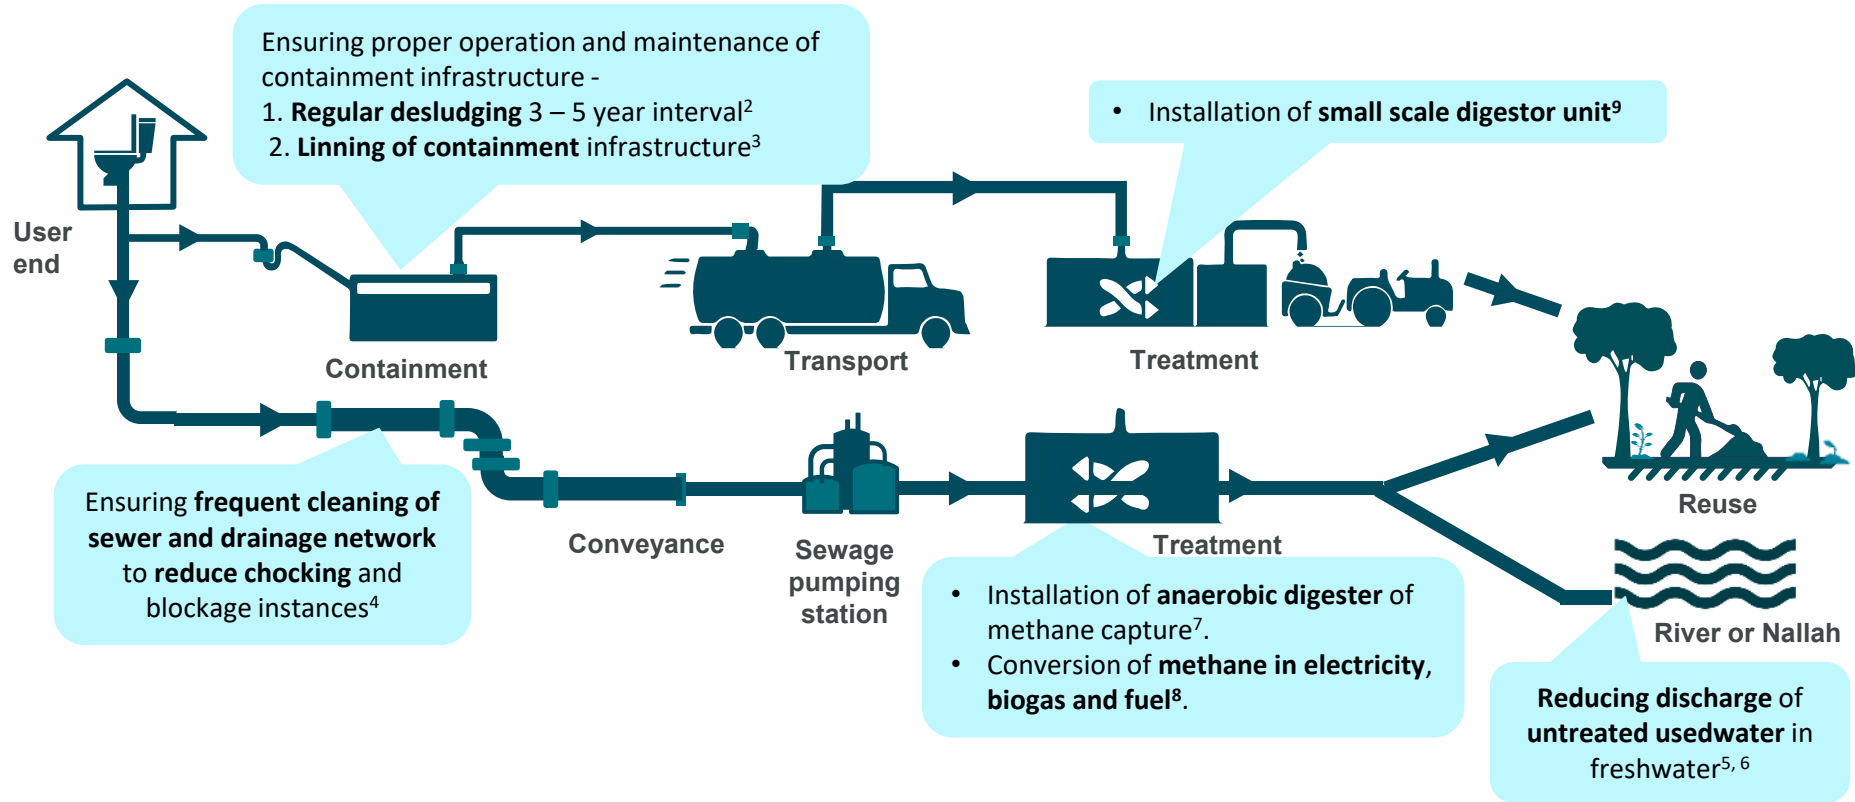 Ensuring proper operation and maintenance of
containment infrastructure -
1. Regular desludging 3 – 5 year interval²
2. Linning of containment infrastructure³
• Installation of small scale digestor unit⁹
User
end
Containment
Transport
Treatment
Ensuring frequent cleaning of
sewer and drainage network
to reduce chocking and
blockage instances⁴
Conveyance
Sewage
pumping
station
Treatment
• Installation of anaerobic digester of
methane capture⁷.
• Conversion of methane in electricity,
biogas and fuel⁸.
Reuse
River or Nallah
Reducing discharge of
untreated usedwater in
freshwater⁵, ⁶